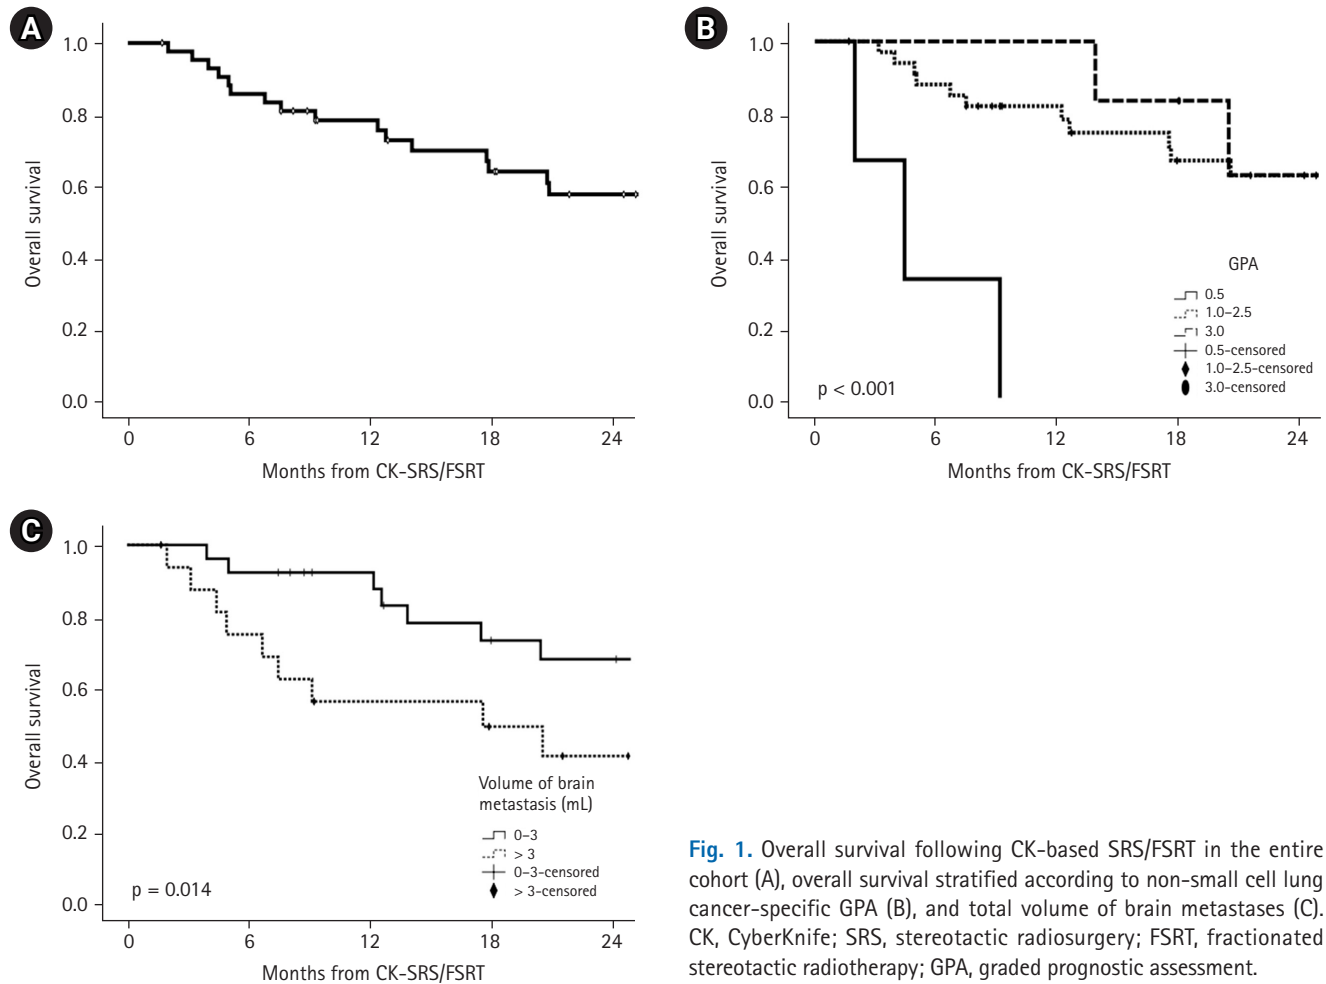 A
1.0
0.8
0.6
0.4
0.2
0.0
Overall survival
0 6 12 18 24
Months from CK-SRS/FSRT
B
1.0
0.8
0.6
0.4
0.2
0.0
Overall survival
GPA
0.5
1.0–2.5
3.0
0.5-censored
1.0–2.5-censored
3.0-censored
p < 0.001
0 6 12 18 24
Months from CK-SRS/FSRT
C
1.0
0.8
0.6
0.4
0.2
0.0
Overall survival
Volume of brain
metastasis (mL)
0–3
> 3
0–3-censored
> 3-censored
p = 0.014
0 6 12 18 24
Months from CK-SRS/FSRT
Fig. 1. Overall survival following CK-based SRS/FSRT in the entire
cohort (A), overall survival stratified according to non-small cell lung
cancer-specific GPA (B), and total volume of brain metastases (C).
CK, CyberKnife; SRS, stereotactic radiosurgery; FSRT, fractionated
stereotactic radiotherapy; GPA, graded prognostic assessment.